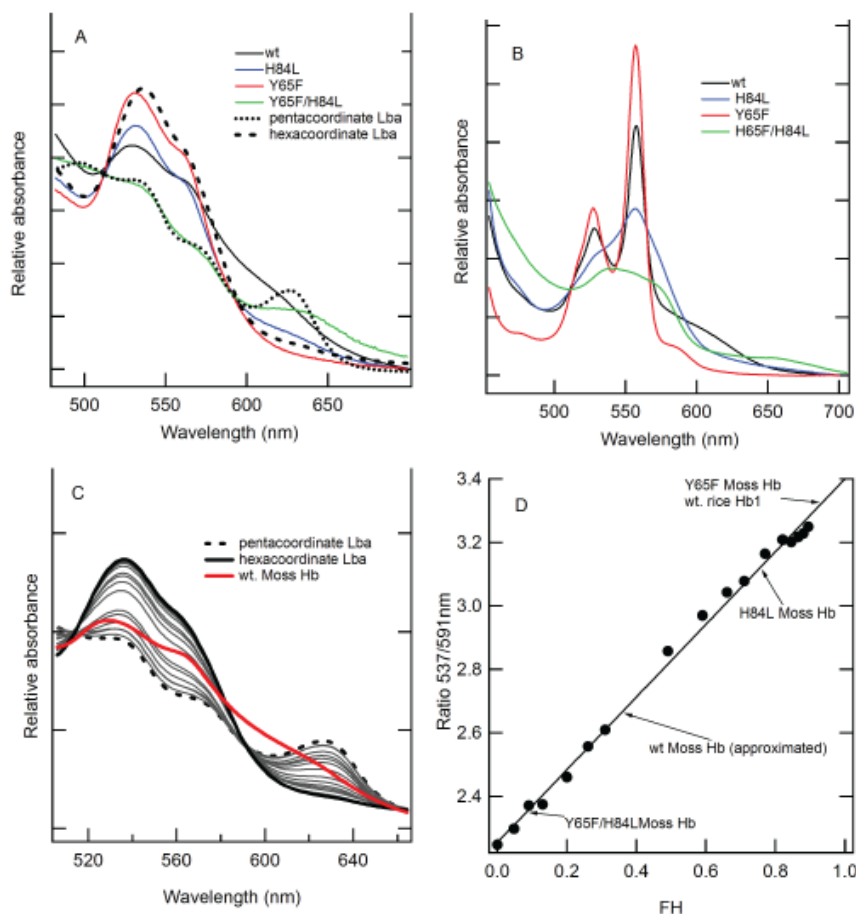 A
wt
H84L
Y65F
Y65F/H84L
pentacoordinate Lba
hexacoordinate Lba
Relative absorbance
500 550 600 650
Wavelength (nm)
B
wt
H84L
Y65F
H65F/H84L
Relative absorbance
500 550 600 650 700
Wavelength (nm)
C
pentacoordinate Lba
hexacoordinate Lba
wt. Moss Hb
Relative absorbance
520 560 600 640
Wavelength (nm)
D
3.4
3.2
3.0
2.8
2.6
2.4
Ratio 537/591nm
Y65F Moss Hb
wt. rice Hb1
H84L Moss Hb
wt Moss Hb (approximated)
Y65F/H84LMoss Hb
0.0 0.2 0.4 0.6 0.8 1.0
FH